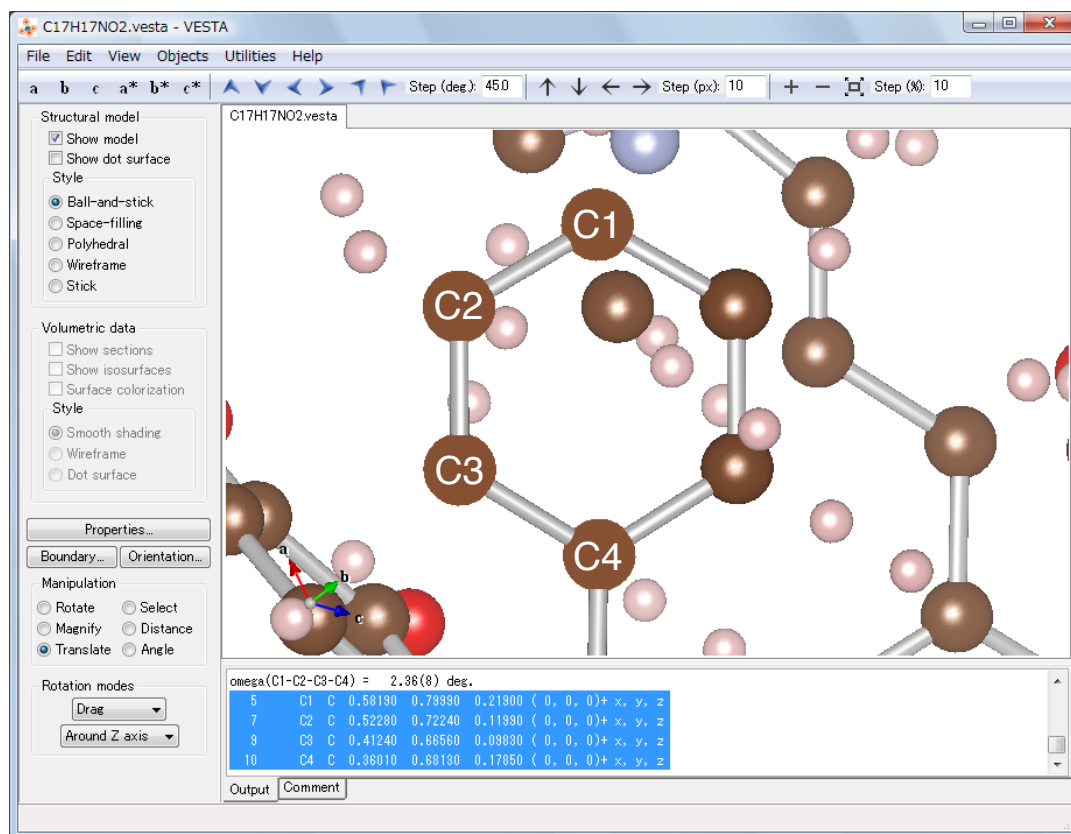 C17H17NO2.vesta - VESTA
File Edit View Objects Utilities Help
a b c a* b* c* Step (deg): 45.0 Step (px): 10 Step (%): 10
Structural model
Show model
Show dot surface
Style
Ball-and-stick
Space-filling
Polyhedral
Wireframe
Stick
Volumetric data
Show sections
Show isosurfaces
Surface colorization
Style
Smooth shading
Wireframe
Dot surface
Properties...
Boundary... Orientation...
Manipulation
Rotate Select
Magnify Distance
Translate Angle
Rotation modes
Drag
Around Z axis
C17H17NO2.vesta
C1
C2
C3
C4
a
b
c
omega(C1-C2-C3-C4) = 2.36(8) deg.
5 C1 C 0.58190 0.79990 0.21900 ( 0, 0, 0)+ x, y, z
7 C2 C 0.52280 0.72240 0.11990 ( 0, 0, 0)+ x, y, z
9 C3 C 0.41240 0.66560 0.09830 ( 0, 0, 0)+ x, y, z
10 C4 C 0.36010 0.68130 0.17850 ( 0, 0, 0)+ x, y, z
Output Comment